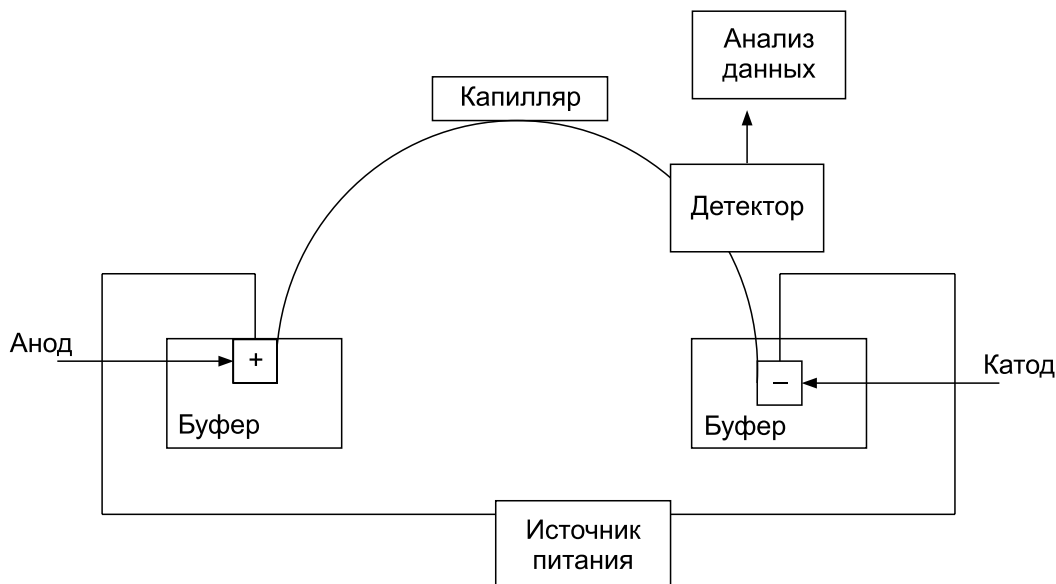 Анализ
данных
Капилляр
Детектор
Анод
+
Буфер
Катод
–
Буфер
Источник
питания